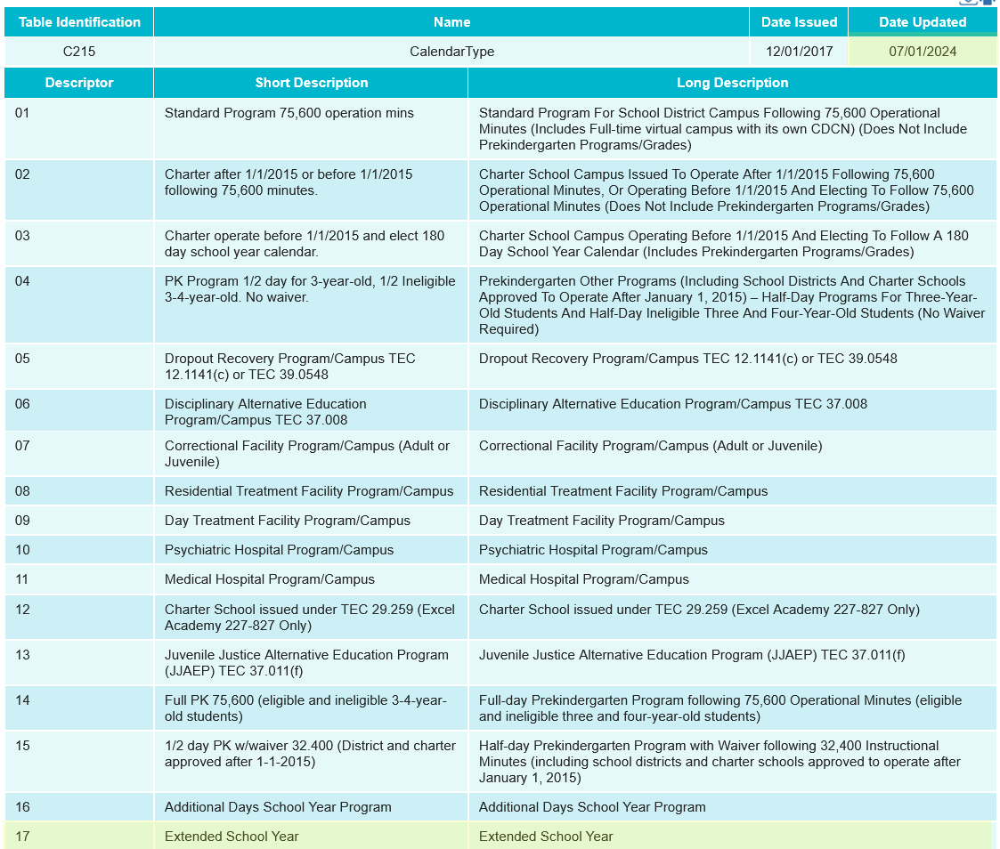 Table Identification Name Date Issued Date Updated
C215 CalendarType 12/01/2017 07/01/2024
Descriptor Short Description Long Description
01 Standard Program 75,600 operation mins Standard Program For School District Campus Following 75,600 Operational
Minutes (Includes Full-time virtual campus with its own CDCN) (Does Not Include
Prekindergarten Programs/Grades)
02 Charter after 1/1/2015 or before 1/1/2015 Charter School Campus Issued To Operate After 1/1/2015 Following 75,600
following 75,600 minutes. Operational Minutes, Or Operating Before 1/1/2015 And Electing To Follow 75,600
Operational Minutes (Does Not Include Prekindergarten Programs/Grades)
03 Charter operate before 1/1/2015 and elect 180 Charter School Campus Operating Before 1/1/2015 And Electing To Follow A 180
day school year calendar. Day School Year Calendar (Includes Prekindergarten Programs/Grades)
04 PK Program 1/2 day for 3-year-old, 1/2 Ineligible Prekindergarten Other Programs (Including School Districts And Charter Schools
3-4-year-old. No waiver. Approved To Operate After January 1, 2015) – Half-Day Programs For Three-Year-
Old Students And Half-Day Ineligible Three And Four-Year-Old Students (No Waiver
Required)
05 Dropout Recovery Program/Campus TEC Dropout Recovery Program/Campus TEC 12.1141(c) or TEC 39.0548
12.1141(c) or TEC 39.0548
06 Disciplinary Alternative Education Disciplinary Alternative Education Program/Campus TEC 37.008
Program/Campus TEC 37.008
07 Correctional Facility Program/Campus (Adult or Correctional Facility Program/Campus (Adult or Juvenile)
Juvenile)
08 Residential Treatment Facility Program/Campus Residential Treatment Facility Program/Campus
09 Day Treatment Facility Program/Campus Day Treatment Facility Program/Campus
10 Psychiatric Hospital Program/Campus Psychiatric Hospital Program/Campus
11 Medical Hospital Program/Campus Medical Hospital Program/Campus
12 Charter School issued under TEC 29.259 (Excel Charter School issued under TEC 29.259 (Excel Academy 227-827 Only)
Academy 227-827 Only)
13 Juvenile Justice Alternative Education Program Juvenile Justice Alternative Education Program (JJAEP) TEC 37.011(f)
(JJAEP) TEC 37.011(f)
14 Full PK 75,600 (eligible and ineligible 3-4-year- Full-day Prekindergarten Program following 75,600 Operational Minutes (eligible
old students) and ineligible three and four-year-old students)
15 1/2 day PK w/waiver 32.400 (District and charter Half-day Prekindergarten Program with Waiver following 32,400 Instructional
approved after 1-1-2015) Minutes (including school districts and charter schools approved to operate after
January 1, 2015)
16 Additional Days School Year Program Additional Days School Year Program
17 Extended School Year Extended School Year